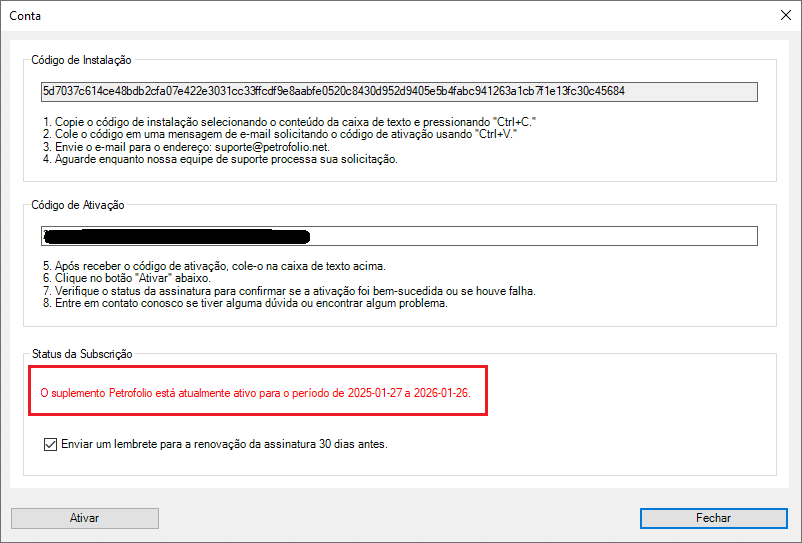 Conta
Código de Instalação
5d7037c614ce48bdb2cfa07e422e3031cc33ffcdf9e8aabfe0520c8430d952d9405e5b4fabc941263a1cb7f1e13fc30c45684
1. Copie o código de instalação selecionando o conteúdo da caixa de texto e pressionando "Ctrl+C."
2. Cole o código em uma mensagem de e-mail solicitando o código de ativação usando "Ctrl+V."
3. Envie o e-mail para o endereço: suporte@petrofolio.net.
4. Aguarde enquanto nossa equipe de suporte processa sua solicitação.
Código de Ativação
5. Após receber o código de ativação, cole-o na caixa de texto acima.
6. Clique no botão "Ativar" abaixo.
7. Verifique o status da assinatura para confirmar se a ativação foi bem-sucedida ou se houve falha.
8. Entre em contato conosco se tiver alguma dúvida ou encontrar algum problema.
Status da Subscrição
O suplemento Petrofolio está atualmente ativo para o período de 2025-01-27 a 2026-01-26.
Enviar um lembrete para a renovação da assinatura 30 dias antes.
Ativar
Fechar